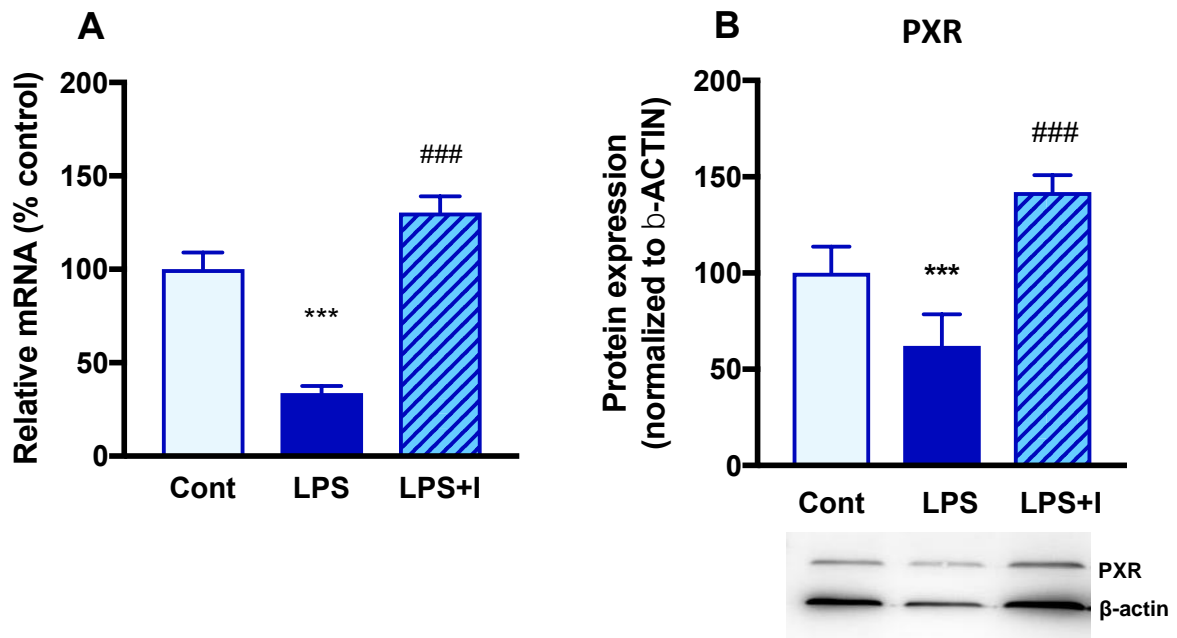 A
Relative mRNA (% control)
200
150
100
50
0
***
###
Cont LPS LPS+I
B
PXR
Protein expression
(normalized to b-ACTIN)
200
150
100
50
0
***
###
Cont LPS LPS+I
PXR
β-actin